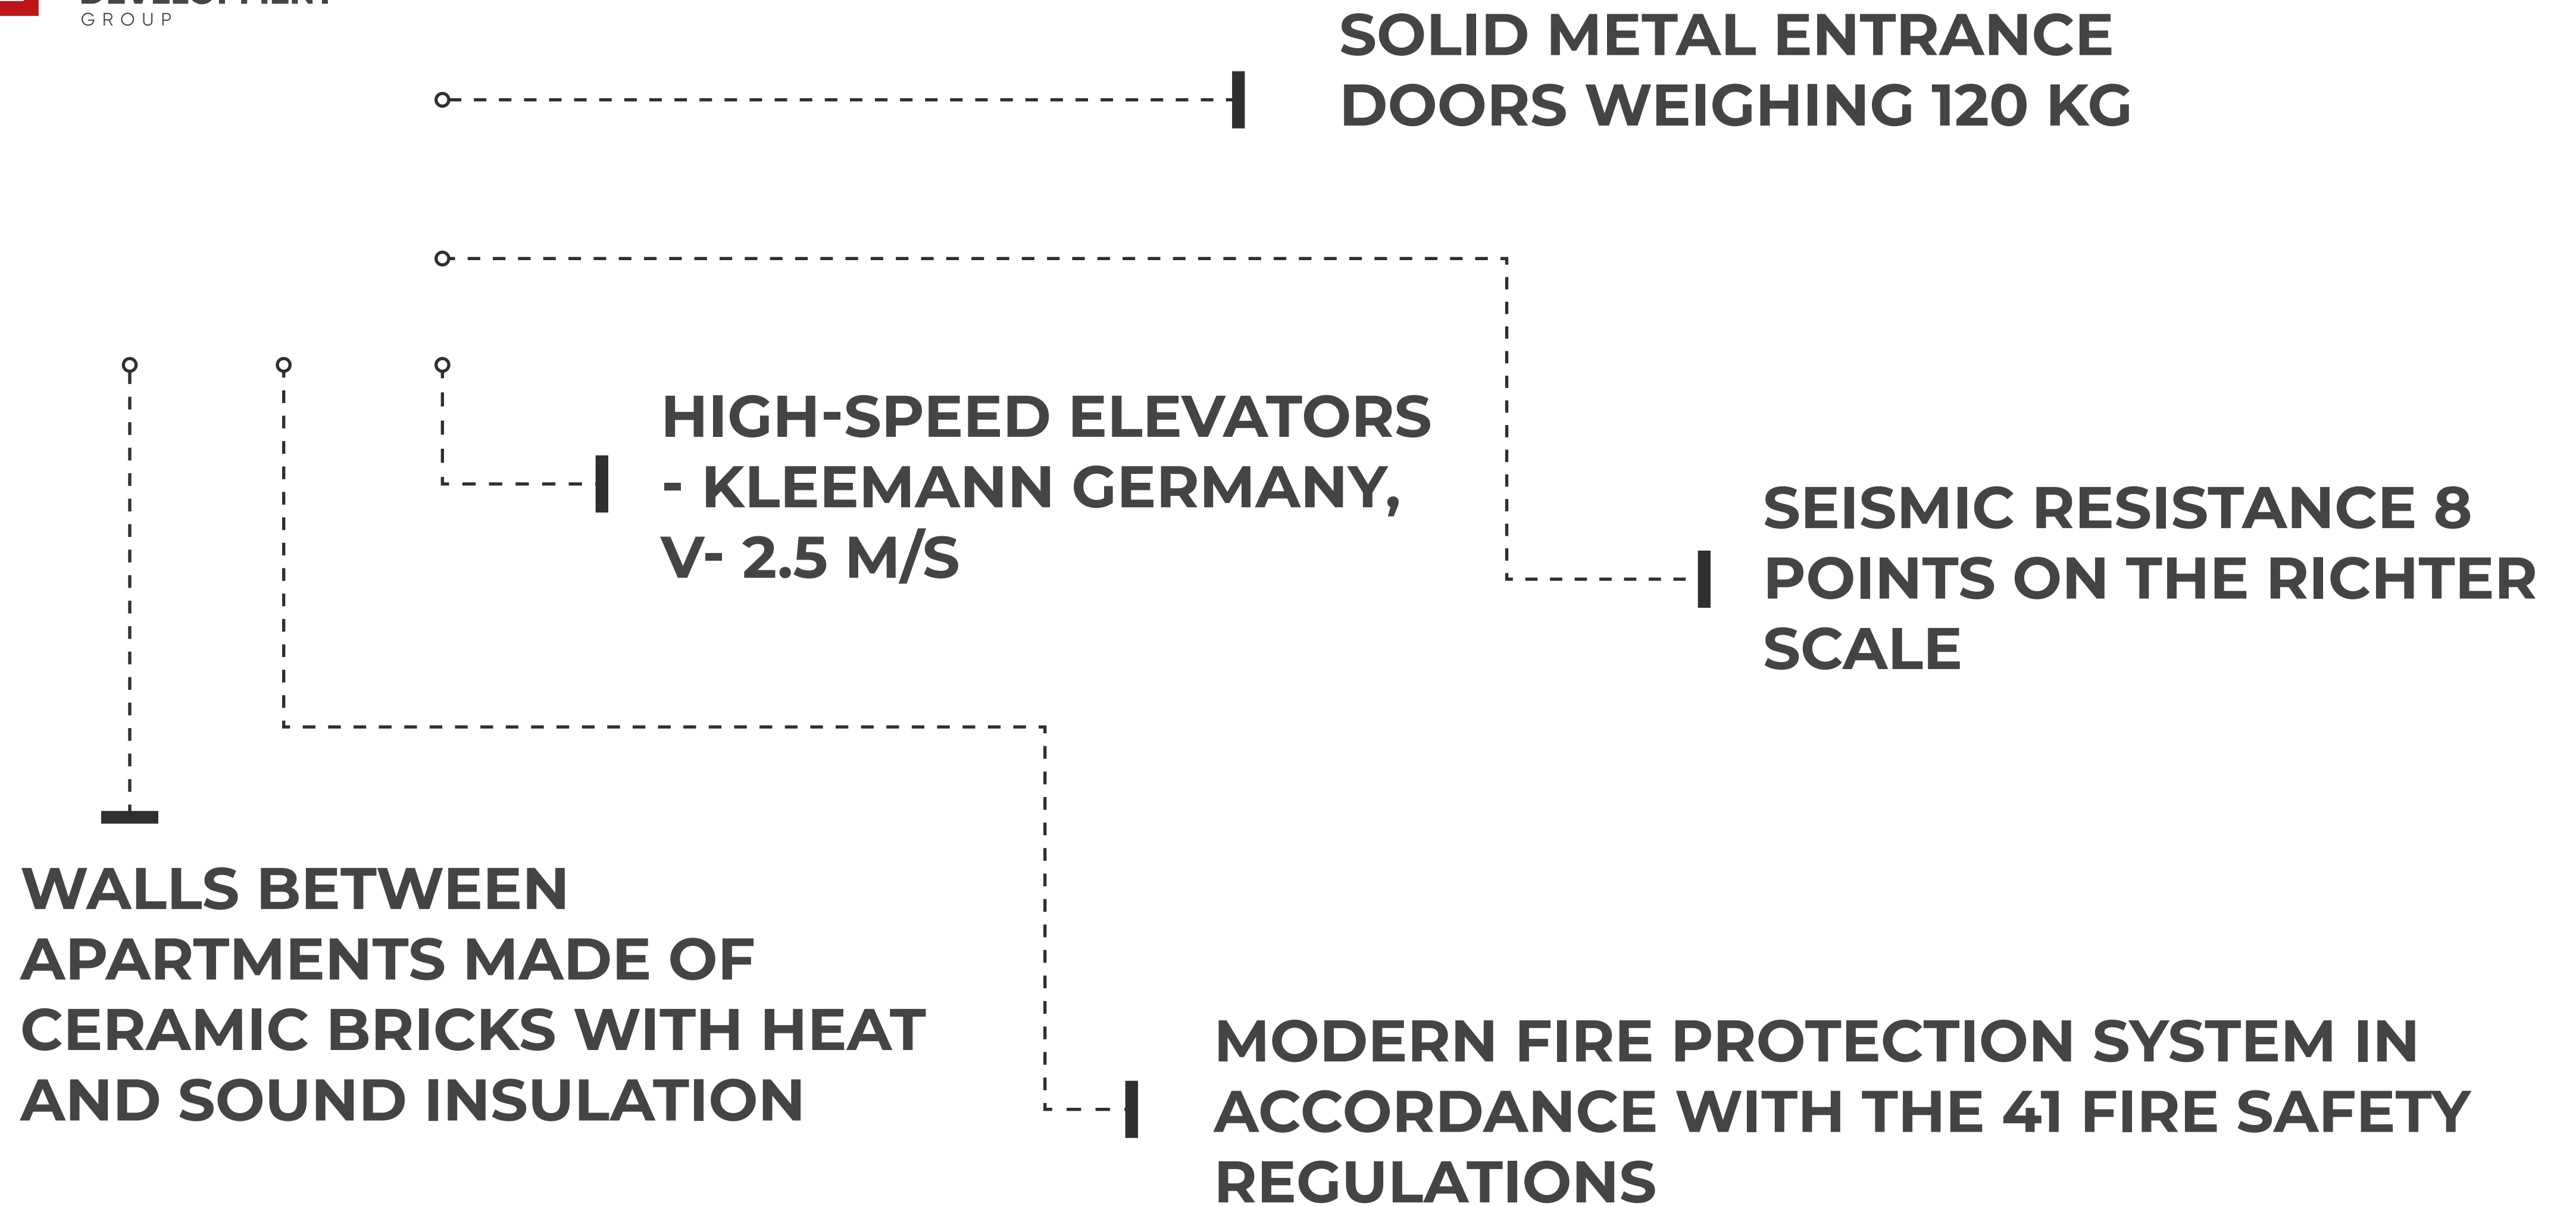 DEVELOPMENT
GROUP
SOLID METAL ENTRANCE
DOORS WEIGHING 120 KG
HIGH-SPEED ELEVATORS
- KLEEMANN GERMANY,
V- 2.5 M/S
SEISMIC RESISTANCE 8
POINTS ON THE RICHTER
SCALE
WALLS BETWEEN
APARTMENTS MADE OF
CERAMIC BRICKS WITH HEAT
AND SOUND INSULATION
MODERN FIRE PROTECTION SYSTEM IN
ACCORDANCE WITH THE 41 FIRE SAFETY
REGULATIONS